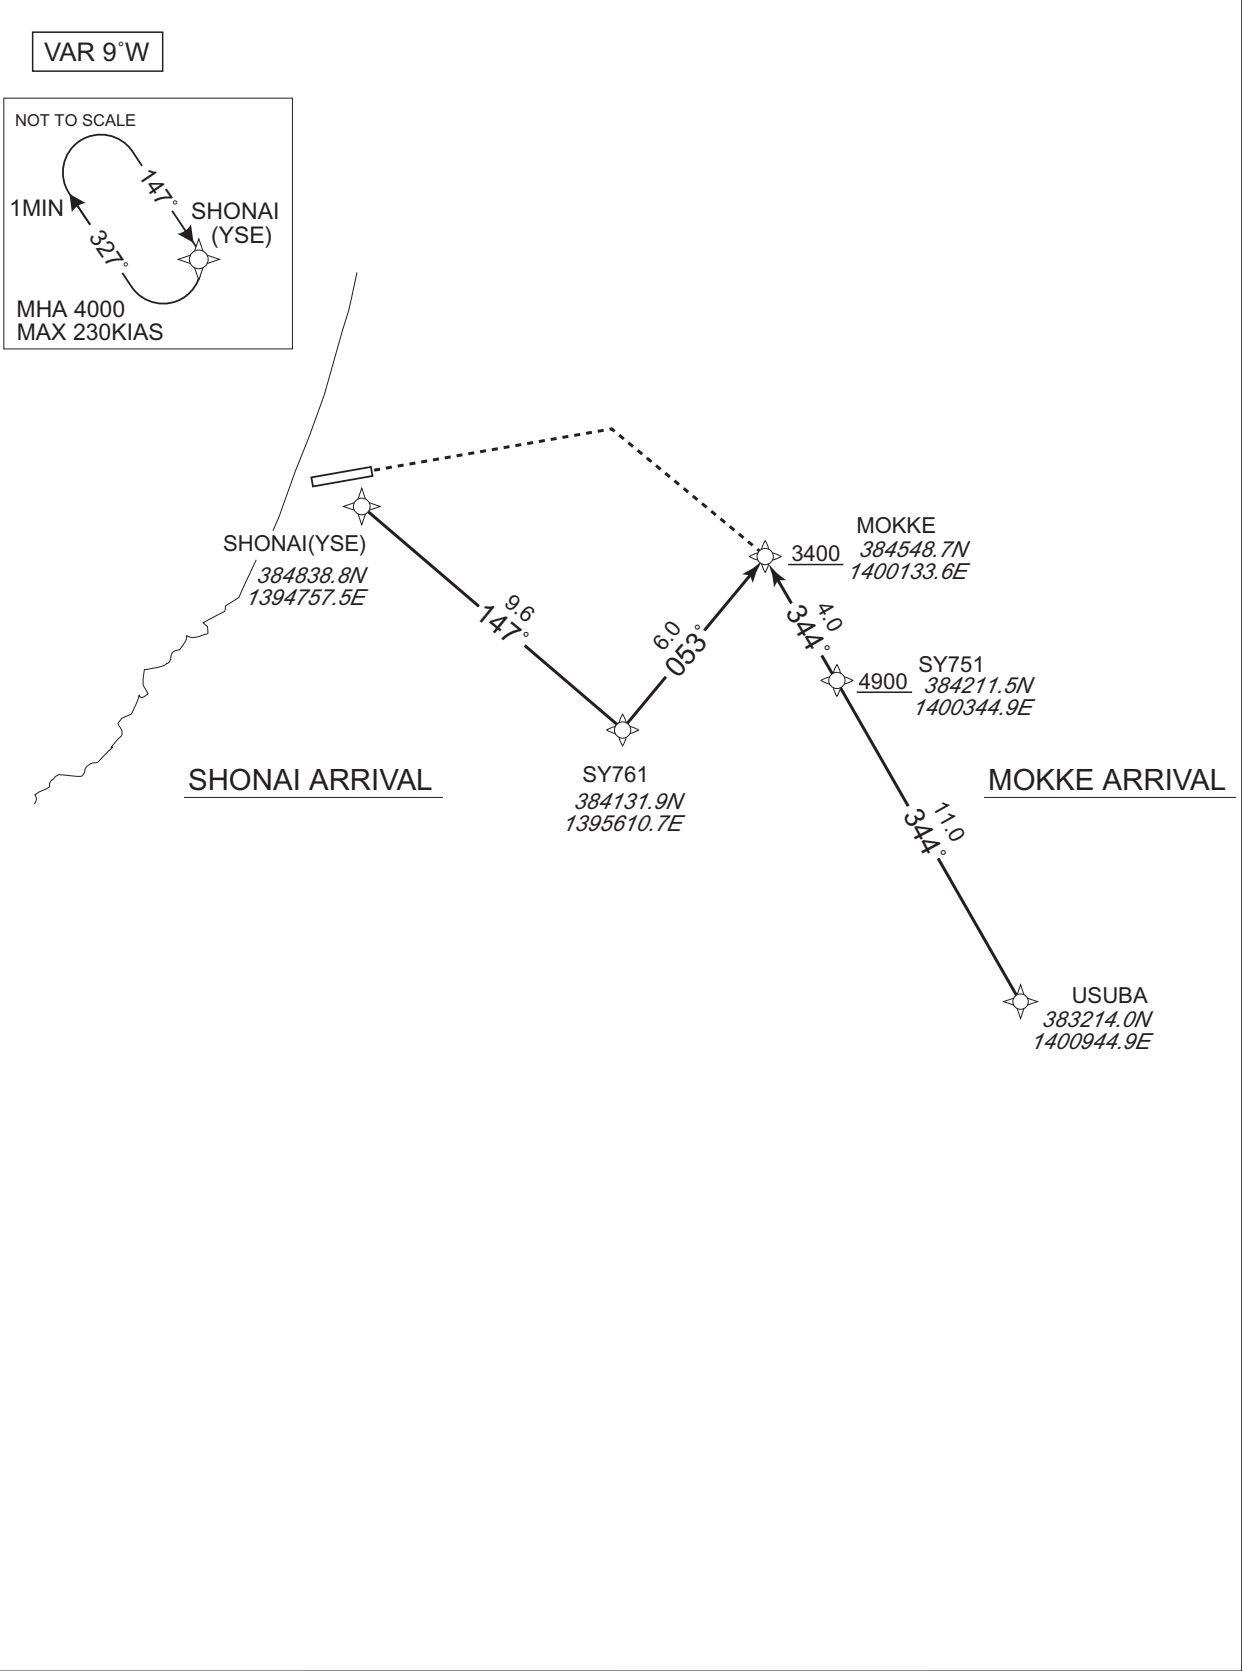 VAR 9˚W
NOT TO SCALE
147˚
1MIN
SHONAI
(YSE)
327˚
MHA 4000
MAX 230KIAS
SHONAI(YSE)
384838.8N
1394757.5E
MOKKE
3400
384548.7N
1400133.6E
9.6
147˚
6.0
053˚
4.0
344˚
SY751
4900
384211.5N
1400344.9E
SHONAI ARRIVAL
SY761
384131.9N
1395610.7E
MOKKE ARRIVAL
11.0
344˚
USUBA
383214.0N
1400944.9E